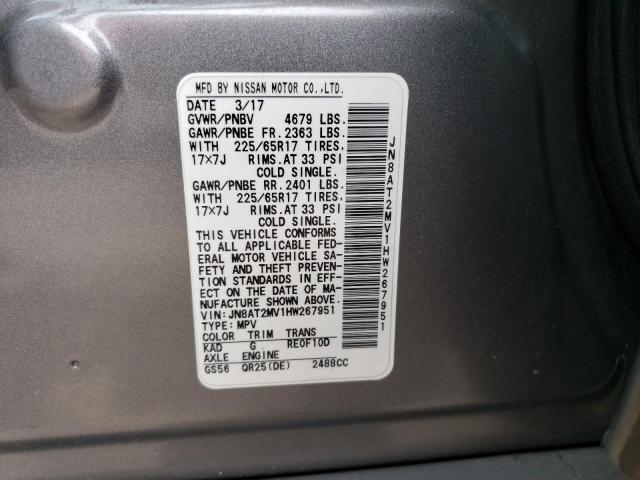 MFD BY NISSAN MOTOR CO.,LTD.
DATE 3/17
GVWR/PNBV 4679 LBS.
GAWR/PNBE FR. 2363 LBS.
WITH 225/65R17 TIRES.
17×7J RIMS. AT 33 PSI
COLD SINGLE.
GAWR/PNBE RR. 2401 LBS.
WITH 225/65R17 TIRES.
17×7J RIMS. AT 33 PSI
COLD SINGLE.
THIS VEHICLE CONFORMS
TO ALL APPLICABLE FED-
ERAL MOTOR VEHICLE SA-
FETY AND THEFT PREVEN-
TION STANDARDS IN EFF-
ECT ON THE DATE OF MA-
NUFACTURE SHOWN ABOVE.
VIN: JN8AT2MV1HW267951
TYPE: MPV
COLOR TRIM TRANS
KAD G RE0F10D
AXLE ENGINE
GS56 QR25(DE) 2488CC
JN8AT2MV1HW267951